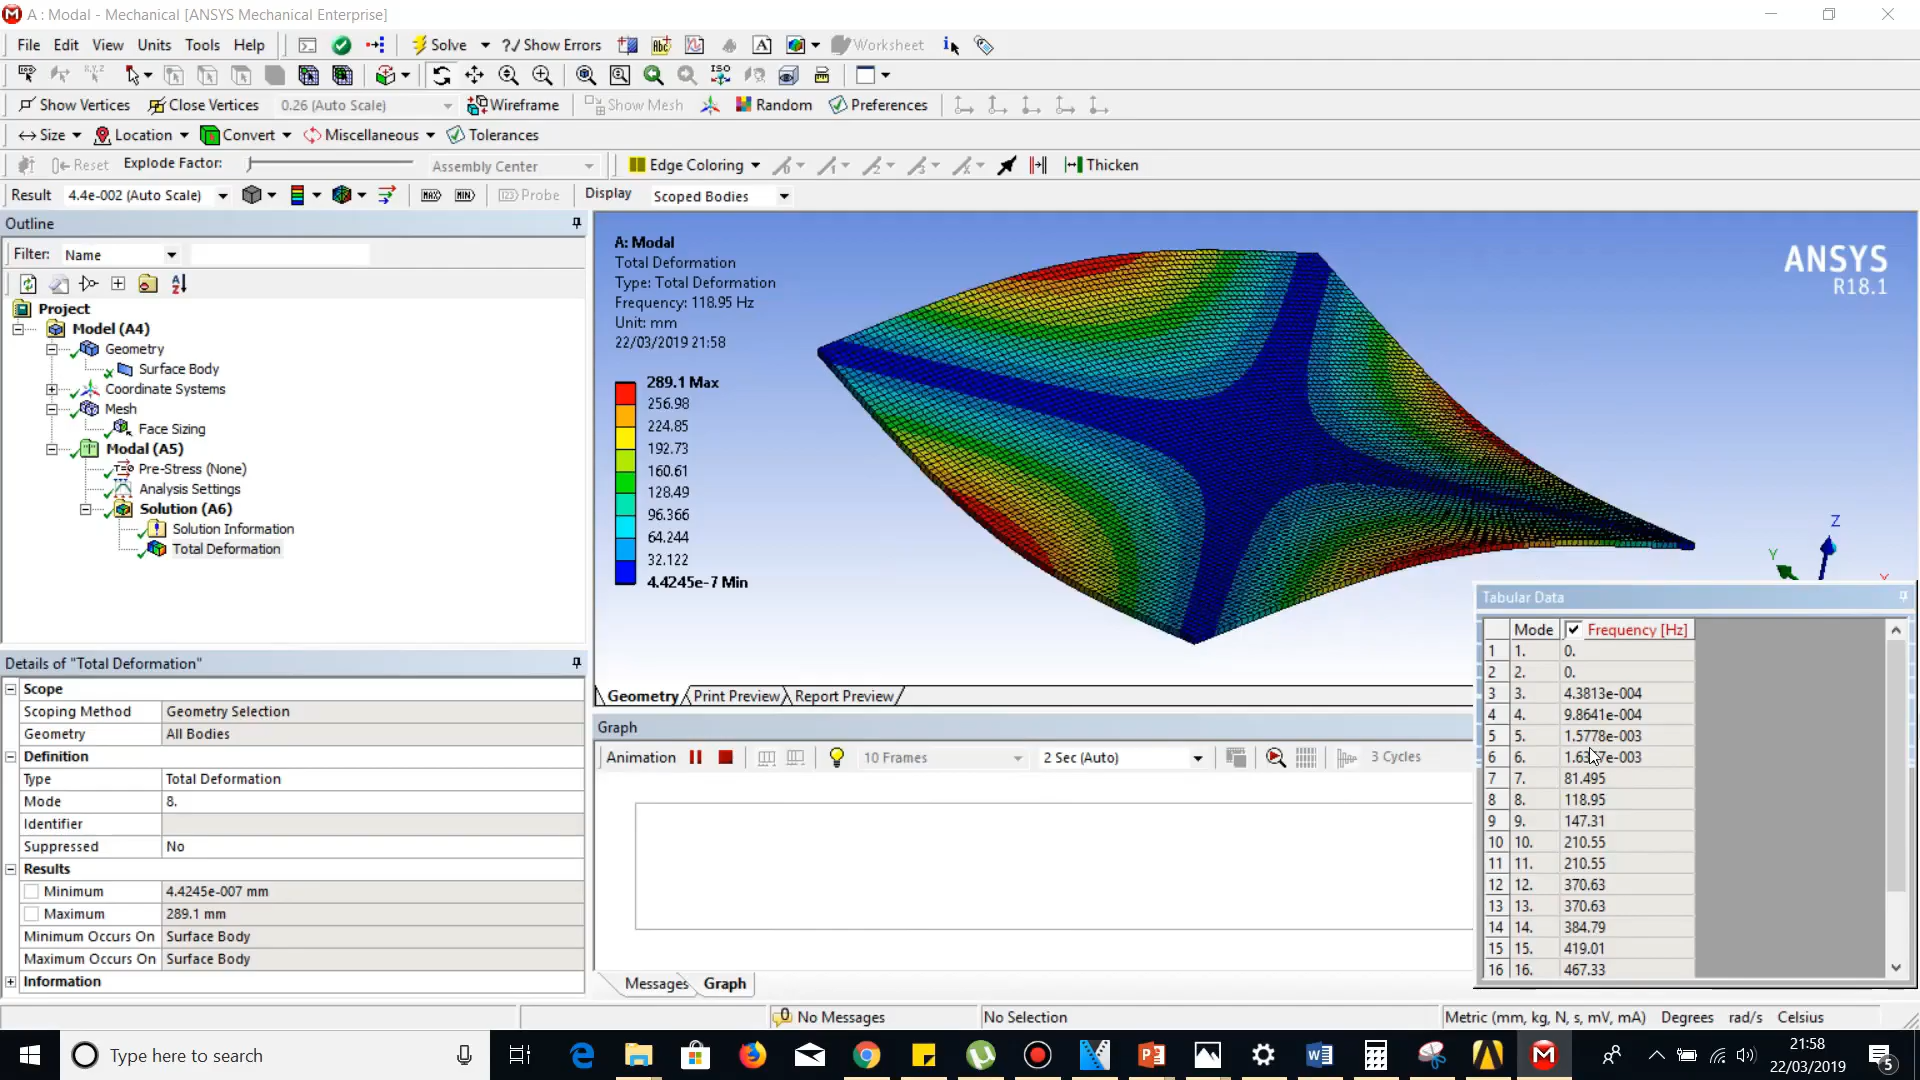 A : Modal - Mechanical [ANSYS Mechanical Enterprise]
File Edit View Units Tools Help Solve ?/ Show Errors Worksheet
Show Vertices Close Vertices 0.26 (Auto Scale) Wireframe Show Mesh Random Preferences
Size Location Convert Miscellaneous Tolerances
Reset Explode Factor: Assembly Center Edge Coloring Thicken
Result 4.4e-002 (Auto Scale) MAX MIN Probe Display Scoped Bodies
Outline
Filter: Name
Project
Model (A4)
Geometry
Surface Body
Coordinate Systems
Mesh
Face Sizing
Modal (A5)
Pre-Stress (None)
Analysis Settings
Solution (A6)
Solution Information
Total Deformation
Details of "Total Deformation"
Scope
Scoping Method Geometry Selection
Geometry All Bodies
Definition
Type Total Deformation
Mode 8.
Identifier
Suppressed No
Results
Minimum 4.4245e-007 mm
Maximum 289.1 mm
Minimum Occurs On Surface Body
Maximum Occurs On Surface Body
Information
A: Modal
Total Deformation
Type: Total Deformation
Frequency: 118.95 Hz
Unit: mm
22/03/2019 21:58
289.1 Max
256.98
224.85
192.73
160.61
128.49
96.366
64.244
32.122
4.4245e-7 Min
ANSYS
R18.1
Z
Y
X
Geometry Print Preview Report Preview
Graph
Animation 10 Frames 2 Sec (Auto) 3 Cycles
Messages Graph
Tabular Data
Mode Frequency [Hz]
1 1. 0.
2 2. 0.
3 3. 4.3813e-004
4 4. 9.8641e-004
5 5. 1.5778e-003
6 6.
7 7. 81.495
8 8. 118.95
9 9. 147.31
10 10. 210.55
11 11. 210.55
12 12. 370.63
13 13. 370.63
14 14. 384.79
15 15. 419.01
16 16. 467.33
No Messages No Selection Metric (mm, kg, N, s, mV, mA) Degrees rad/s Celsius
Type here to search
21:58
22/03/2019
5